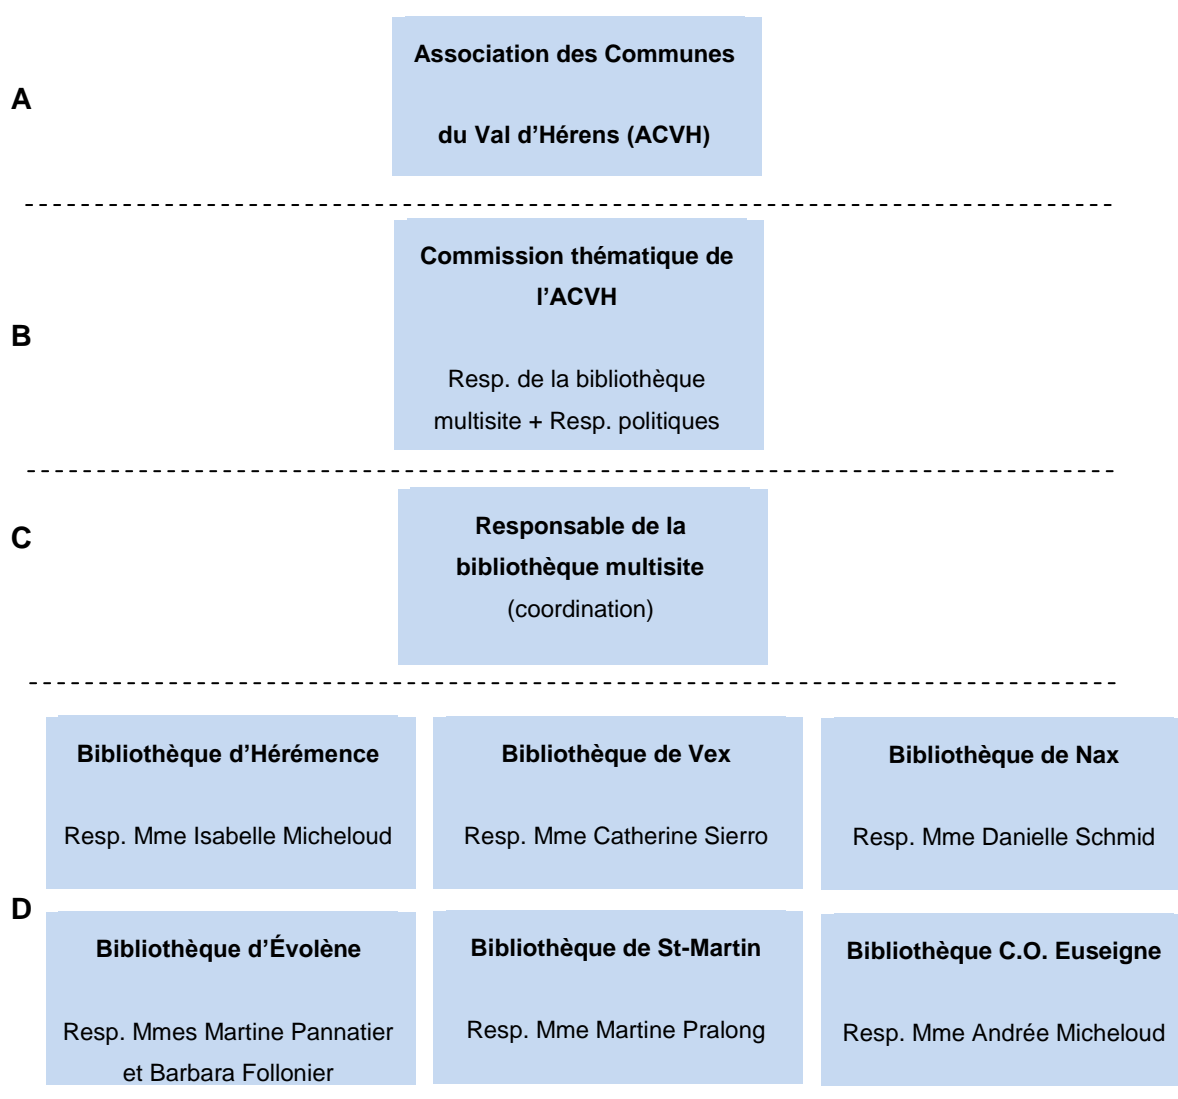 A
Association des Communes
du Val d’Hérens (ACVH)
B
Commission thématique de
l’ACVH
Resp. de la bibliothèque
multisite + Resp. politiques
C
Responsable de la
bibliothèque multisite
(coordination)
D
Bibliothèque d’Hérémence
Resp. Mme Isabelle Micheloud
Bibliothèque de Vex
Resp. Mme Catherine Sierro
Bibliothèque de Nax
Resp. Mme Danielle Schmid
Bibliothèque d’Évolène
Resp. Mmes Martine Pannatier
et Barbara Follonier
Bibliothèque de St-Martin
Resp. Mme Martine Pralong
Bibliothèque C.O. Euseigne
Resp. Mme Andrée Micheloud